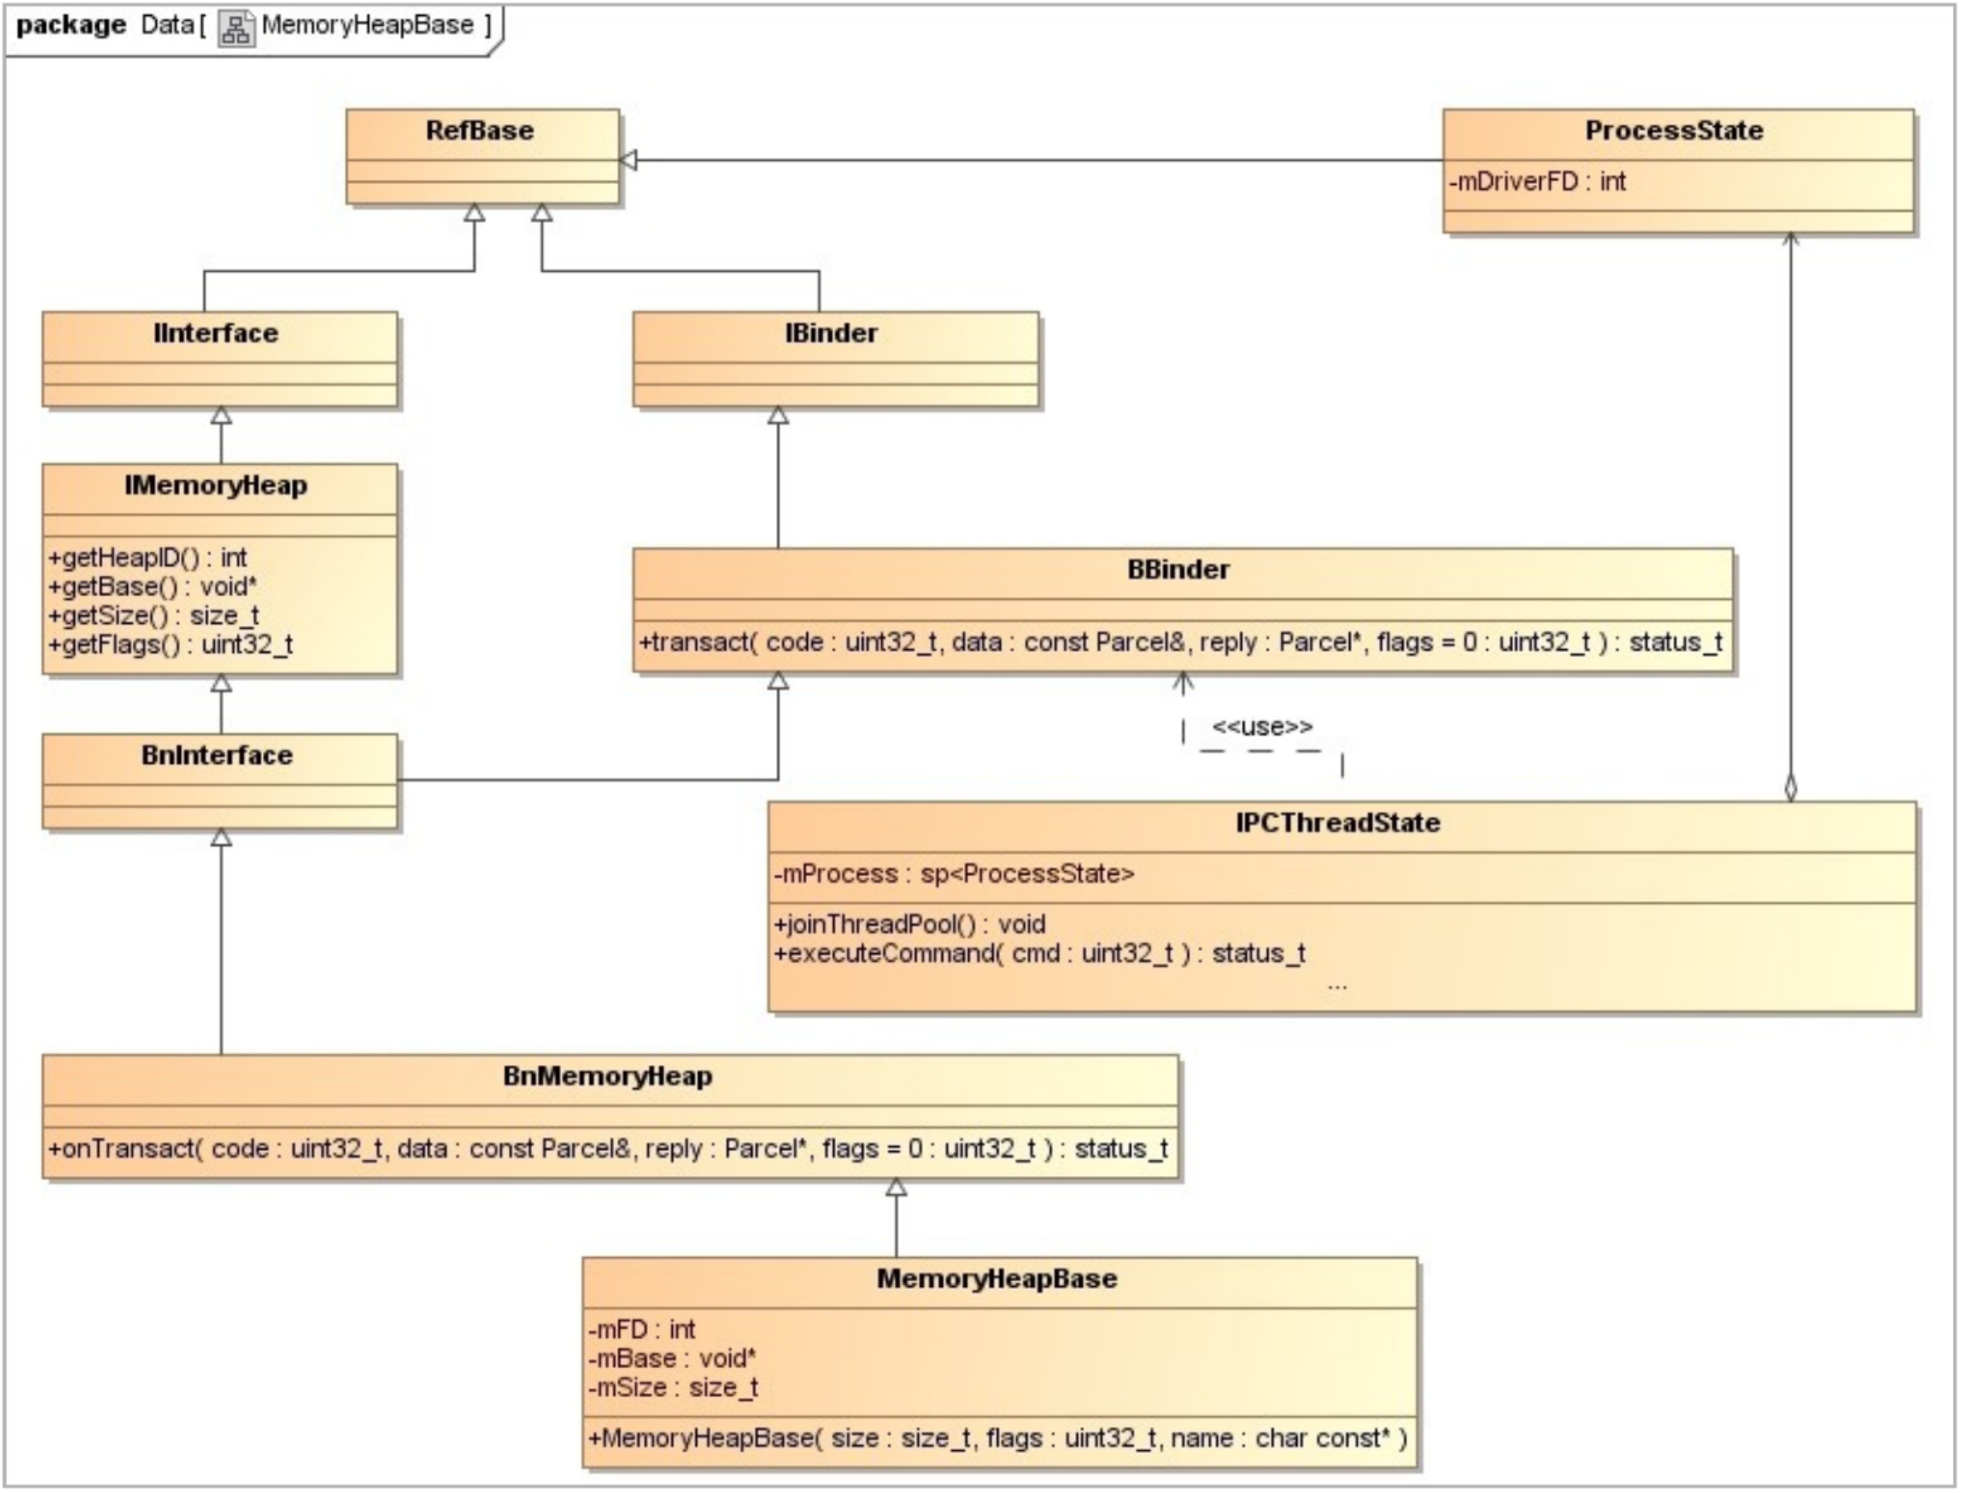 package Data[ MemoryHeapBase ]
RefBase
ProcessState
-mDriverFD : int
IInterface
IBinder
IMemoryHeap
+getHeapID() : int
+getBase() : void*
+getSize() : size_t
+getFlags() : uint32_t
BBinder
+transact( code : uint32_t, data : const Parcel&, reply : Parcel*, flags = 0 : uint32_t ) : status_t
<<use>>
BnInterface
IPCThreadState
-mProcess : sp<ProcessState>
+joinThreadPool() : void
+executeCommand( cmd : uint32_t ) : status_t
...
BnMemoryHeap
+onTransact( code : uint32_t, data : const Parcel&, reply : Parcel*, flags = 0 : uint32_t ) : status_t
MemoryHeapBase
-mFD : int
-mBase : void*
-mSize : size_t
+MemoryHeapBase( size : size_t, flags : uint32_t, name : char const* )